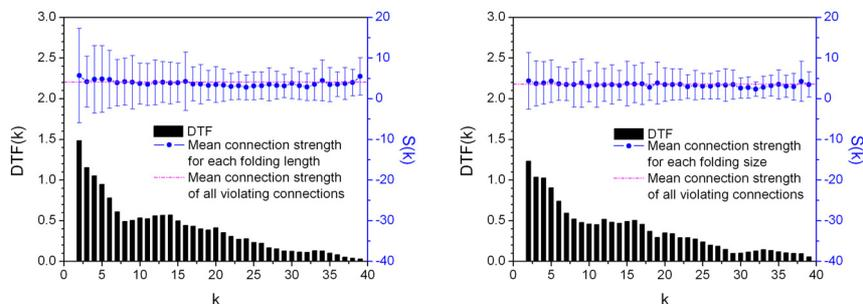 3.0
2.5
2.0
1.5
1.0
0.5
0.0
DTF(k)
20
10
0
-10
-20
-30
-40
S(k)
DTF
Mean connection strength
for each folding length
Mean connection strength
of all violating connections
0 5 10 15 20 25 30 35 40
k
3.0
2.5
2.0
1.5
1.0
0.5
0.0
DTF(k)
20
10
0
-10
-20
-30
-40
S(k)
DTF
Mean connection strength
for each folding size
Mean connection strength
of all violating connections
0 5 10 15 20 25 30 35 40
k